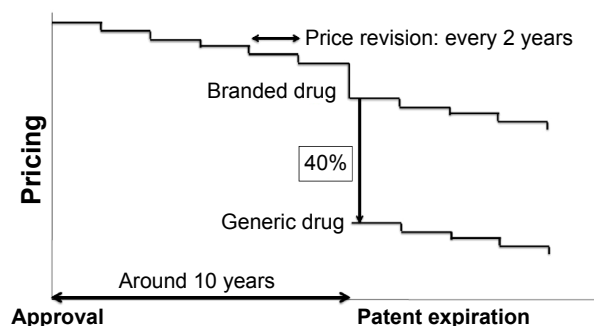 Price revision: every 2 years
Branded drug
Pricing
40%
Generic drug
Around 10 years
Approval
Patent expiration